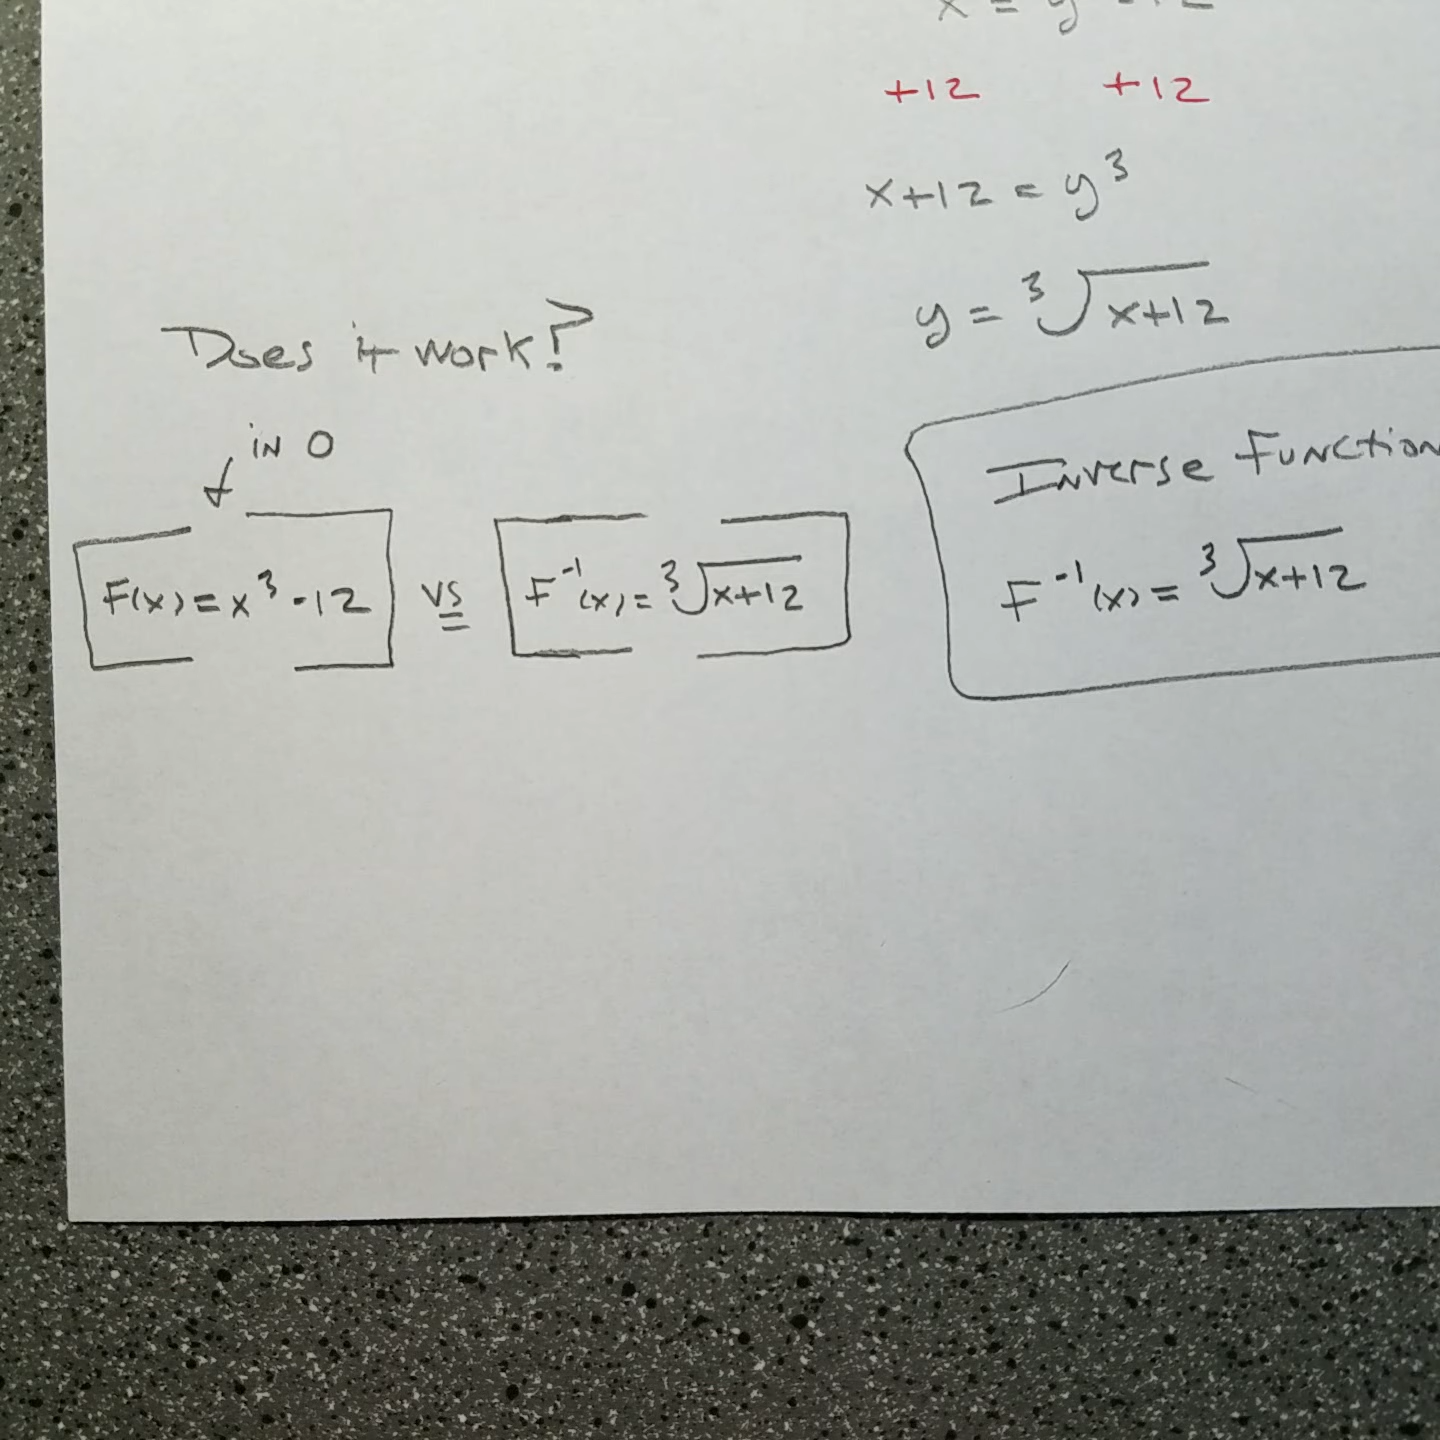 +12 +12
x+12 = y³
y = ³√x+12
Does it work?
in 0
F(x) = x³ - 12 vs F⁻¹(x) = ³√x+12
Inverse Function
F⁻¹(x) = ³√x+12